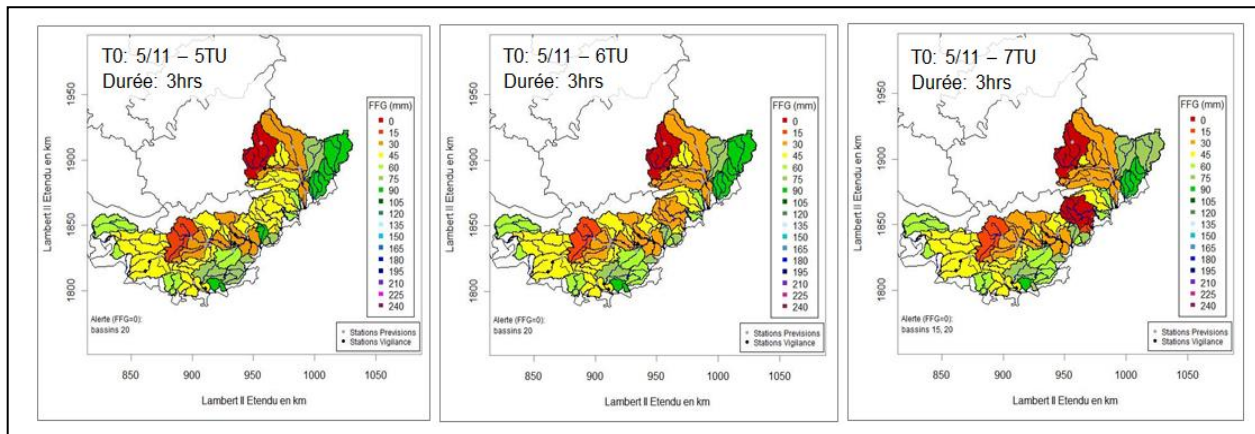 T0: 5/11 – 5TU
Durée: 3hrs
1950
1900
1850
1800
Lambert II Etendu en km
FFG (mm)
0
15
30
45
60
75
90
105
120
135
150
165
180
195
210
225
240
Alerte (FFG=0):
bassins 20
Stations Previsions
Stations Vigilance
850
900
950
1000
1050
Lambert II Etendu en km
T0: 5/11 – 6TU
Durée: 3hrs
1950
1900
1850
1800
Lambert II Etendu en km
FFG (mm)
0
15
30
45
60
75
90
105
120
135
150
165
180
195
210
225
240
Alerte (FFG=0):
bassins 20
Stations Previsions
Stations Vigilance
850
900
950
1000
1050
Lambert II Etendu en km
T0: 5/11 – 7TU
Durée: 3hrs
1950
1900
1850
1800
Lambert II Etendu en km
FFG (mm)
0
15
30
45
60
75
90
105
120
135
150
165
180
195
210
225
240
Alerte (FFG=0):
bassins 15, 20
Stations Previsions
Stations Vigilance
850
900
950
1000
1050
Lambert II Etendu en km